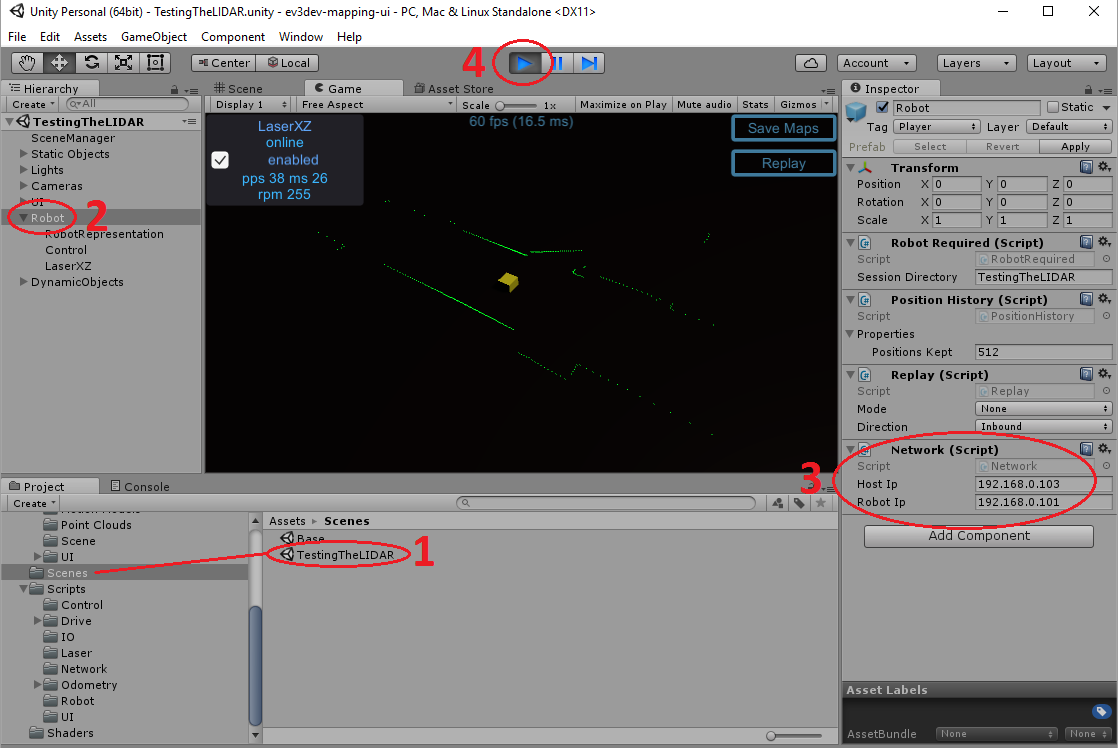 Unity Personal (64bit) - TestingTheLIDAR.unity - ev3dev-mapping-ui - PC, Mac & Linux Standalone <DX11>
File Edit Assets GameObject Component Window Help
Center Local 4 Account Layers Layout
Hierarchy
Create All
TestingTheLIDAR
SceneManager
Static Objects
Lights
Cameras
UI
Robot 2
RobotRepresentation
Control
LaserXZ
DynamicObjects
Scene Game Asset Store
Display 1 Free Aspect Scale 1x Maximize on Play Mute audio Stats Gizmos
LaserXZ
online
enabled
pps 38 ms 26
rpm 255
60 fps (16.5 ms)
Save Maps
Replay
Inspector
Robot Static
Tag Player Layer Default
Prefab Select Revert Apply
Transform
Position X 0 Y 0 Z 0
Rotation X 0 Y 0 Z 0
Scale X 1 Y 1 Z 1
Robot Required (Script)
Script RobotRequired
Session Directory TestingTheLIDAR
Position History (Script)
Script PositionHistory
Properties
Positions Kept 512
Replay (Script)
Script Replay
Mode None
Direction Inbound
3 Network (Script)
Script Network
Host Ip 192.168.0.103
Robot Ip 192.168.0.101
Add Component
Project Console
Create
Point Clouds
Scene
UI
Scenes
Scripts
Control
Drive
IO
Laser
Network
Odometry
Robot
UI
Shaders
Assets Scenes
Base
TestingTheLIDAR 1
Asset Labels
AssetBundle None None